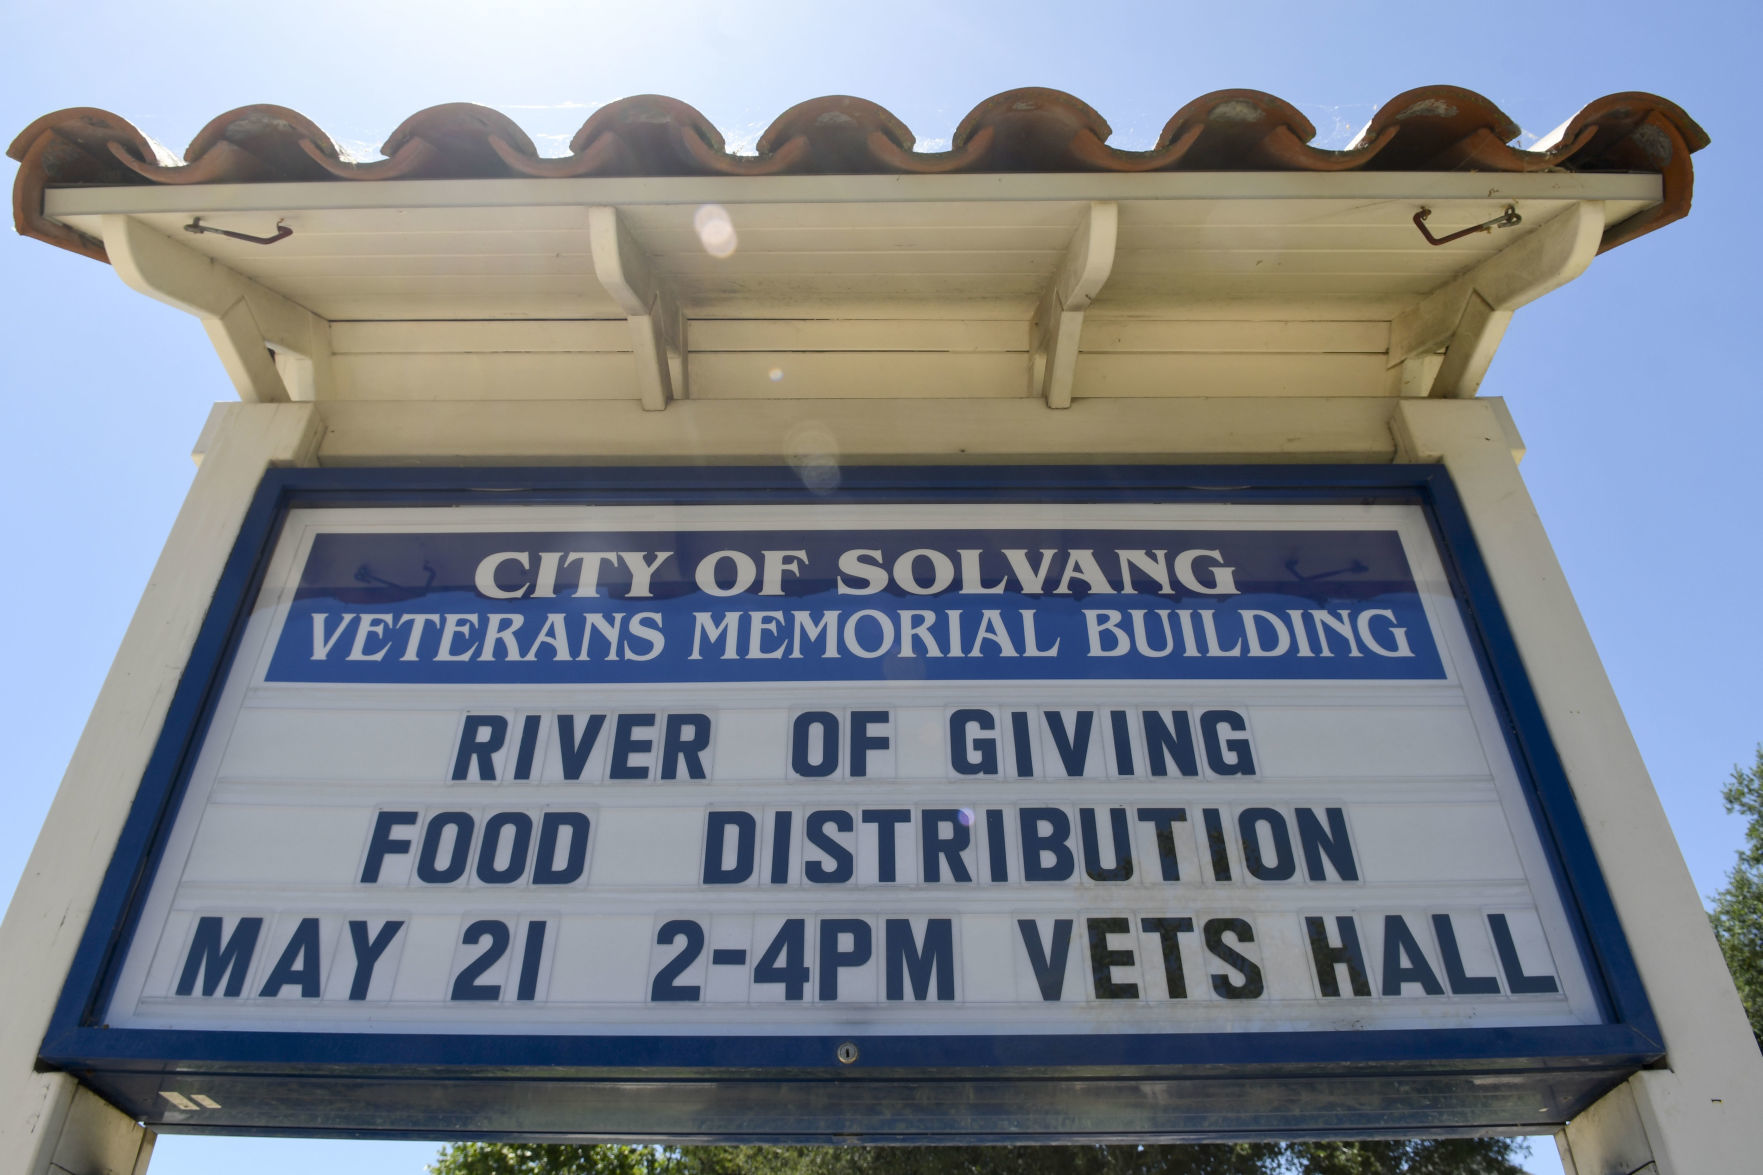 CITY OF SOLVANG
VETERANS MEMORIAL BUILDING
RIVER OF GIVING
FOOD DISTRIBUTION
MAY 21 2-4PM VETS HALL